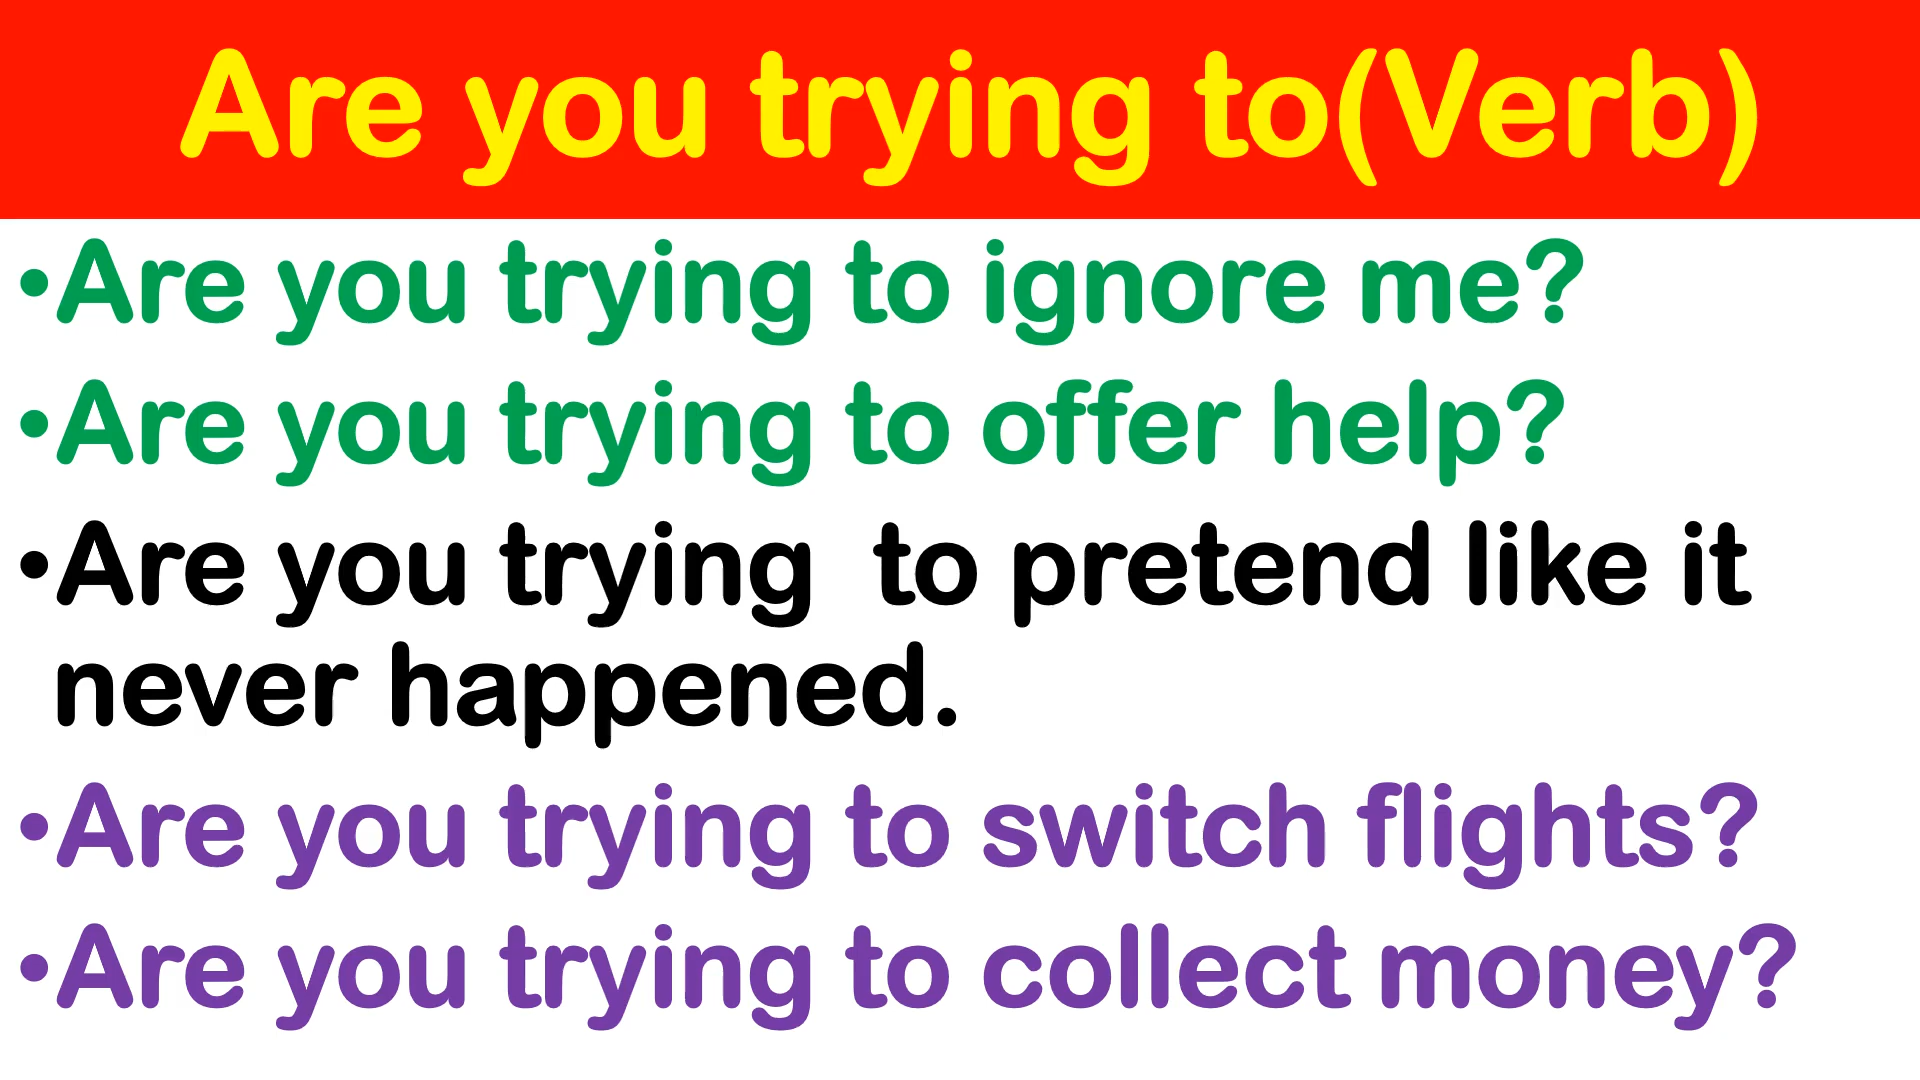 Are you trying to(Verb)
•Are you trying to ignore me?
•Are you trying to offer help?
•Are you trying  to pretend like it
never happened.
•Are you trying to switch flights?
•Are you trying to collect money?